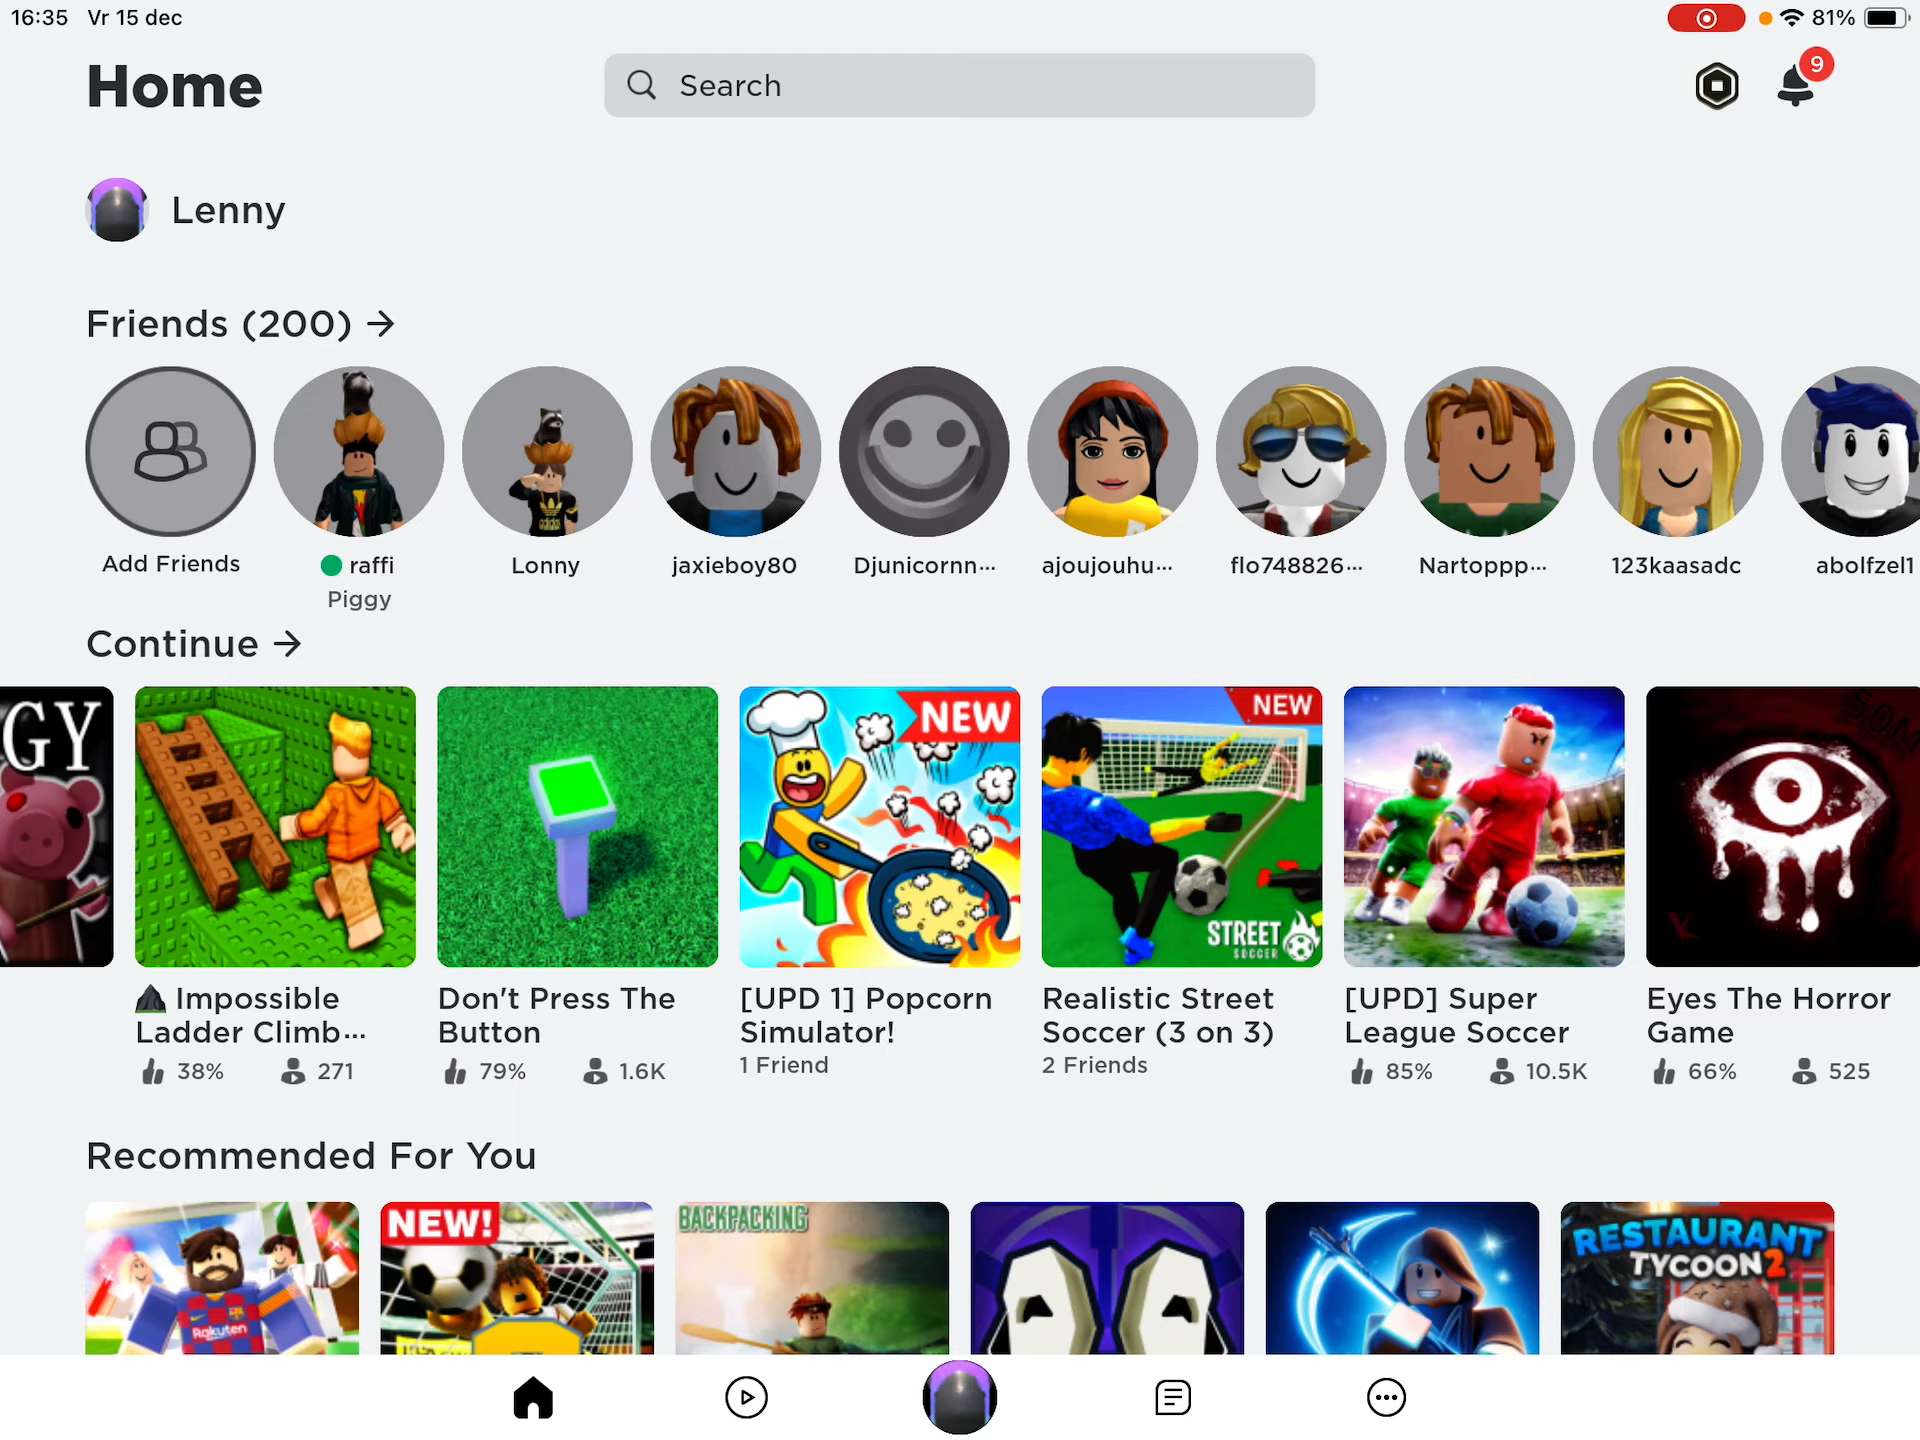 16:35 Vr 15 dec
81%
Home
Search
9
Lenny
Friends (200) →
Add Friends
raffi
Piggy
Lonny
jaxieboy80
Djunicornn...
ajoujouhu...
flo748826...
Nartoppp...
123kaasadc
abolfzel1
Continue →
GY
NEW
NEW
STREET
SOCCER
Impossible
Ladder Climb...
38% 271
Don't Press The
Button
79% 1.6K
[UPD 1] Popcorn
Simulator!
1 Friend
Realistic Street
Soccer (3 on 3)
2 Friends
[UPD] Super
League Soccer
85% 10.5K
Eyes The Horror
Game
66% 525
Recommended For You
Rakuten
NEW!
BACKPACKING
RESTAURANT
TYCOON 2